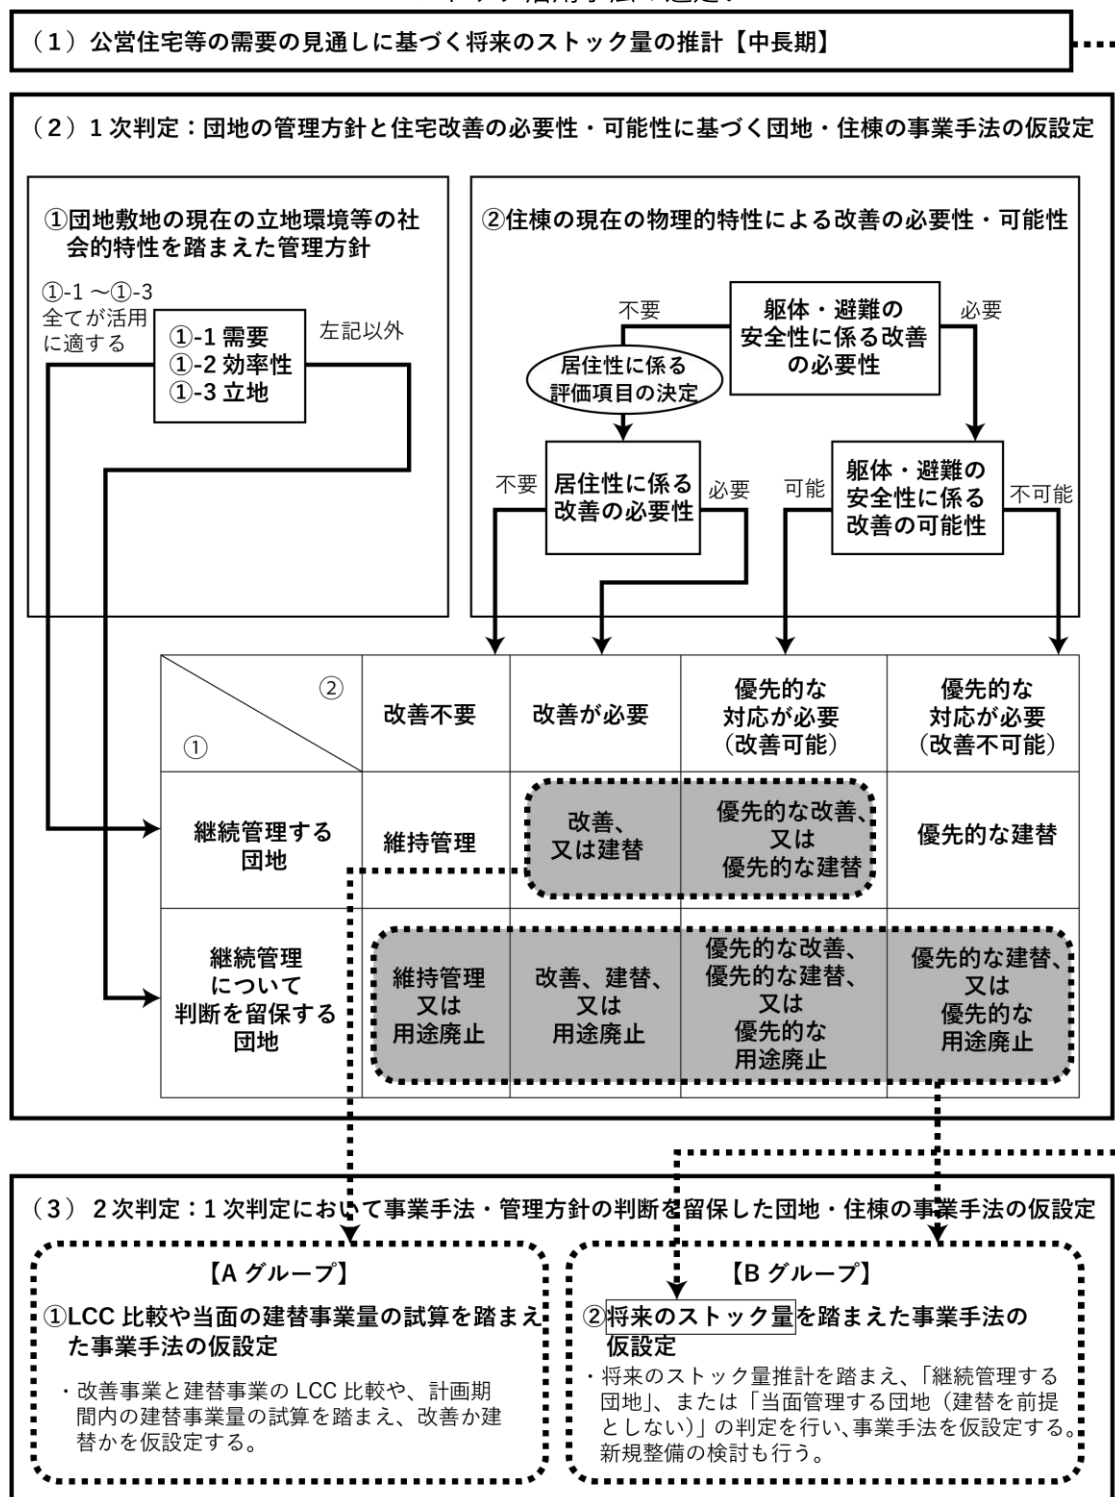 （１）公営住宅等の需要の見通しに基づく将来のストック量の推計【中長期】
（２）１次判定：団地の管理方針と住宅改善の必要性・可能性に基づく団地・住棟の事業手法の仮設定
①団地敷地の現在の立地環境等の社
会的特性を踏まえた管理方針
①-1 ～①-3
全てが活用
に適する
①-1 需要
①-2 効率性
①-3 立地
左記以外
②住棟の現在の物理的特性による改善の必要性・可能性
不要
躯体・避難の
安全性に係る改善
の必要性
必要
居住性に係る
評価項目の決定
不要
居住性に係る
改善の必要性
必要
可能
躯体・避難の
安全性に係る
改善の可能性
不可能
②
①
改善不要
改善が必要
優先的な
対応が必要
（改善可能）
優先的な
対応が必要
（改善不可能）
継続管理する
団地
維持管理
改善、
又は建替
優先的な改善、
又は
優先的な建替
優先的な建替
継続管理
について
判断を留保する
団地
維持管理
又は
用途廃止
改善、建替、
又は
用途廃止
優先的な改善、
優先的な建替、
又は
優先的な
用途廃止
優先的な建替、
又は
優先的な
用途廃止
（３）２次判定：１次判定において事業手法・管理方針の判断を留保した団地・住棟の事業手法の仮設定
【A グループ】
①LCC 比較や当面の建替事業量の試算を踏まえ
た事業手法の仮設定
・改善事業と建替事業の LCC 比較や、計画期
間内の建替事業量の試算を踏まえ、改善か建
替かを仮設定する。
【B グループ】
②将来のストック量を踏まえた事業手法の
仮設定
・将来のストック量推計を踏まえ、「継続管理する
団地」、または「当面管理する団地（建替を前提
としない）」の判定を行い、事業手法を仮設定する。
新規整備の検討も行う。